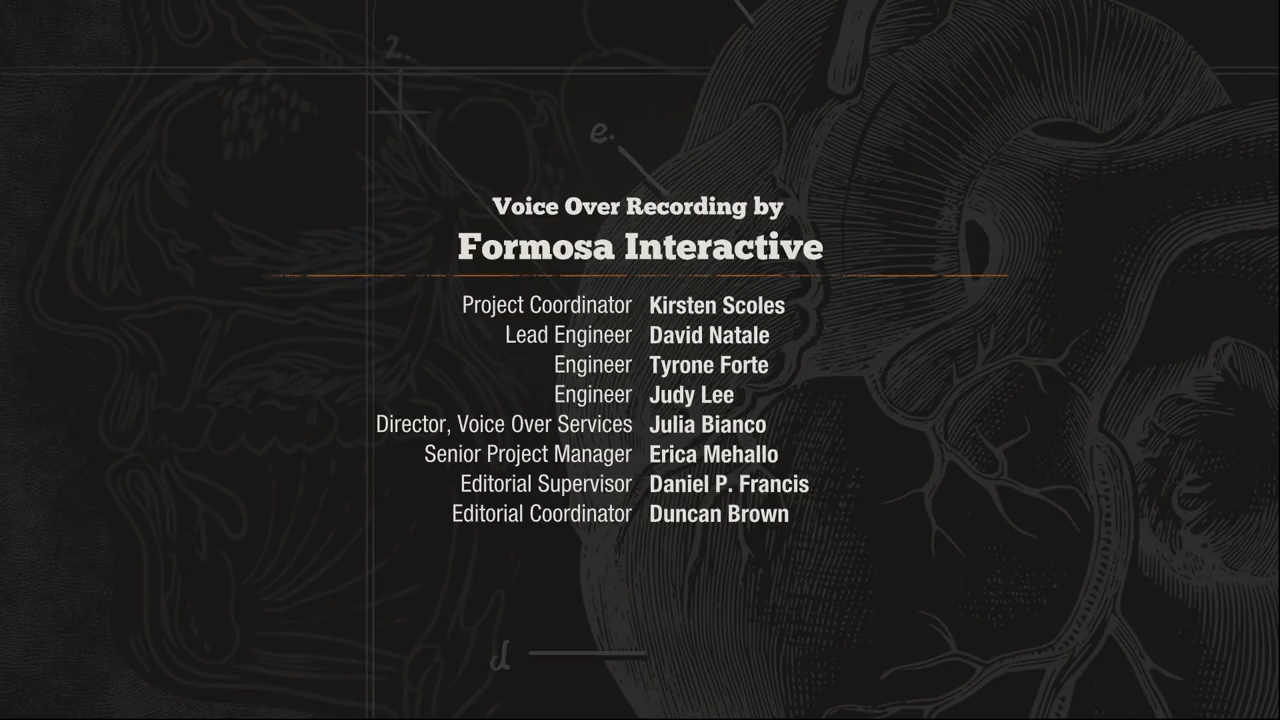 2.
e.
Voice Over Recording by
Formosa Interactive
Project Coordinator Kirsten Scoles
Lead Engineer David Natale
Engineer Tyrone Forte
Engineer Judy Lee
Director, Voice Over Services Julia Bianco
Senior Project Manager Erica Mehallo
Editorial Supervisor Daniel P. Francis
Editorial Coordinator Duncan Brown
d